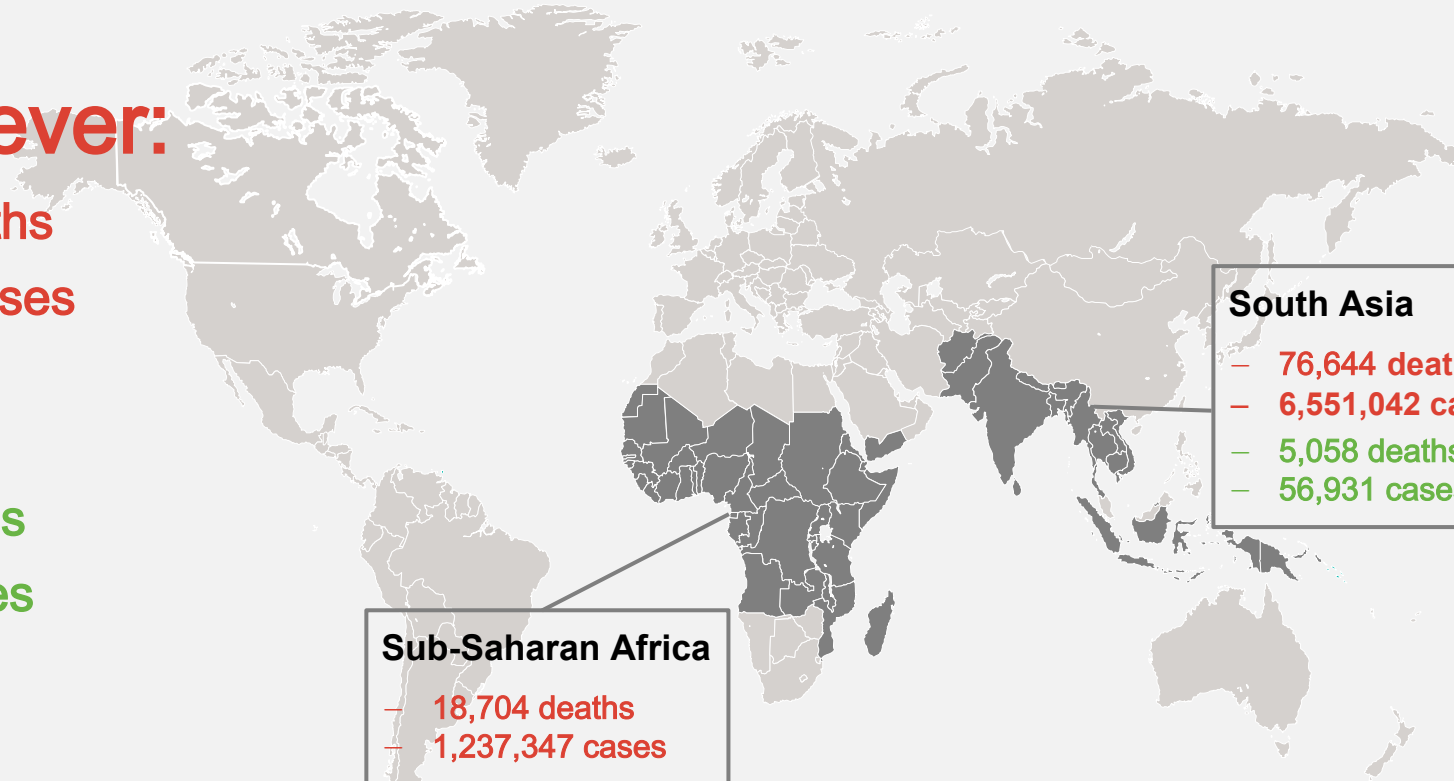 ever:
ths
ses
s
es
South Asia
– 76,644 deat
– 6,551,042 ca
– 5,058 deaths
– 56,931 case
Sub-Saharan Africa
– 18,704 deaths
– 1,237,347 cases